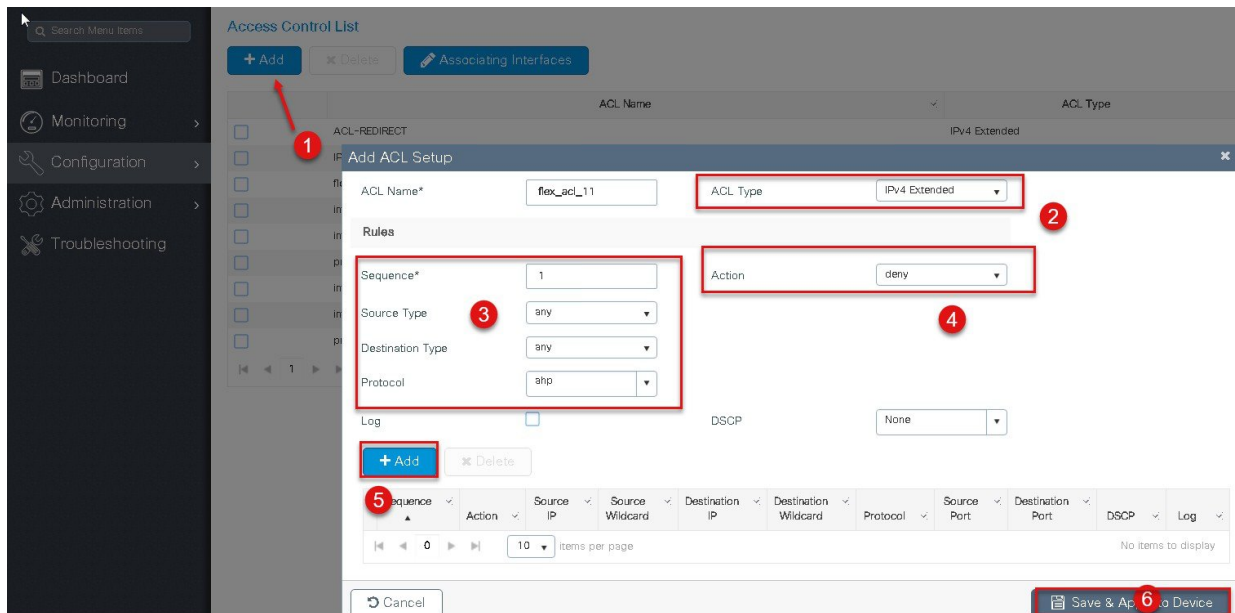 Search Menu Items
Dashboard
Monitoring
Configuration
Administration
Troubleshooting
Access Control List
+ Add
Delete
Associating Interfaces
ACL Name
ACL Type
ACL-REDIRECT
IPv4 Extended
1
Add ACL Setup
ACL Name*
flex_acl_11
ACL Type
IPv4 Extended
2
Rules
Sequence*
1
Action
deny
Source Type
3
any
4
Destination Type
any
Protocol
ahp
Log
DSCP
None
+ Add
Delete
5
Action
Source IP
Source Wildcard
Destination IP
Destination Wildcard
Protocol
Source Port
Destination Port
DSCP
Log
1
0
10
items per page
No items to display
Cancel
Save &
6
Device